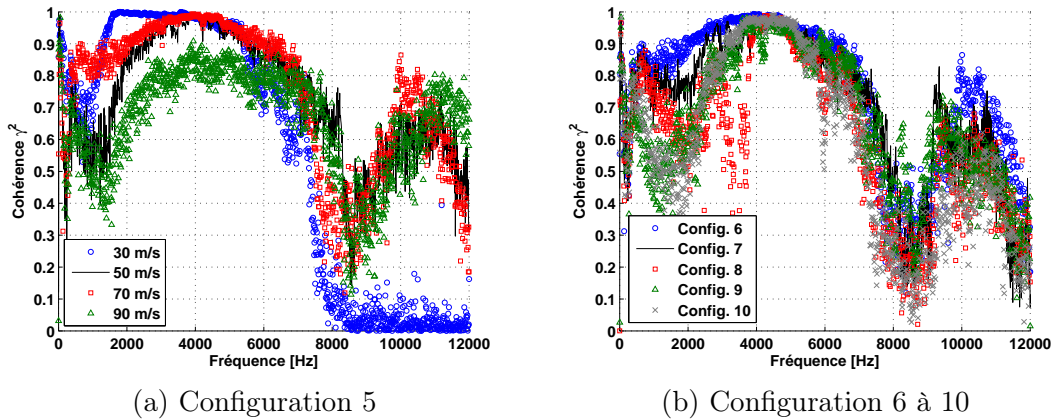 1
0.9
0.8
0.7
0.6
0.5
0.4
0.3
0.2
0.1
0
Cohérence γ²
30 m/s
50 m/s
70 m/s
90 m/s
0 2000 4000 6000 8000 10000 12000
Fréquence [Hz]
(a) Configuration 5
1
0.9
0.8
0.7
0.6
0.5
0.4
0.3
0.2
0.1
0
Cohérence γ²
Config. 6
Config. 7
Config. 8
Config. 9
Config. 10
0 2000 4000 6000 8000 10000 12000
Fréquence [Hz]
(b) Configuration 6 à 10